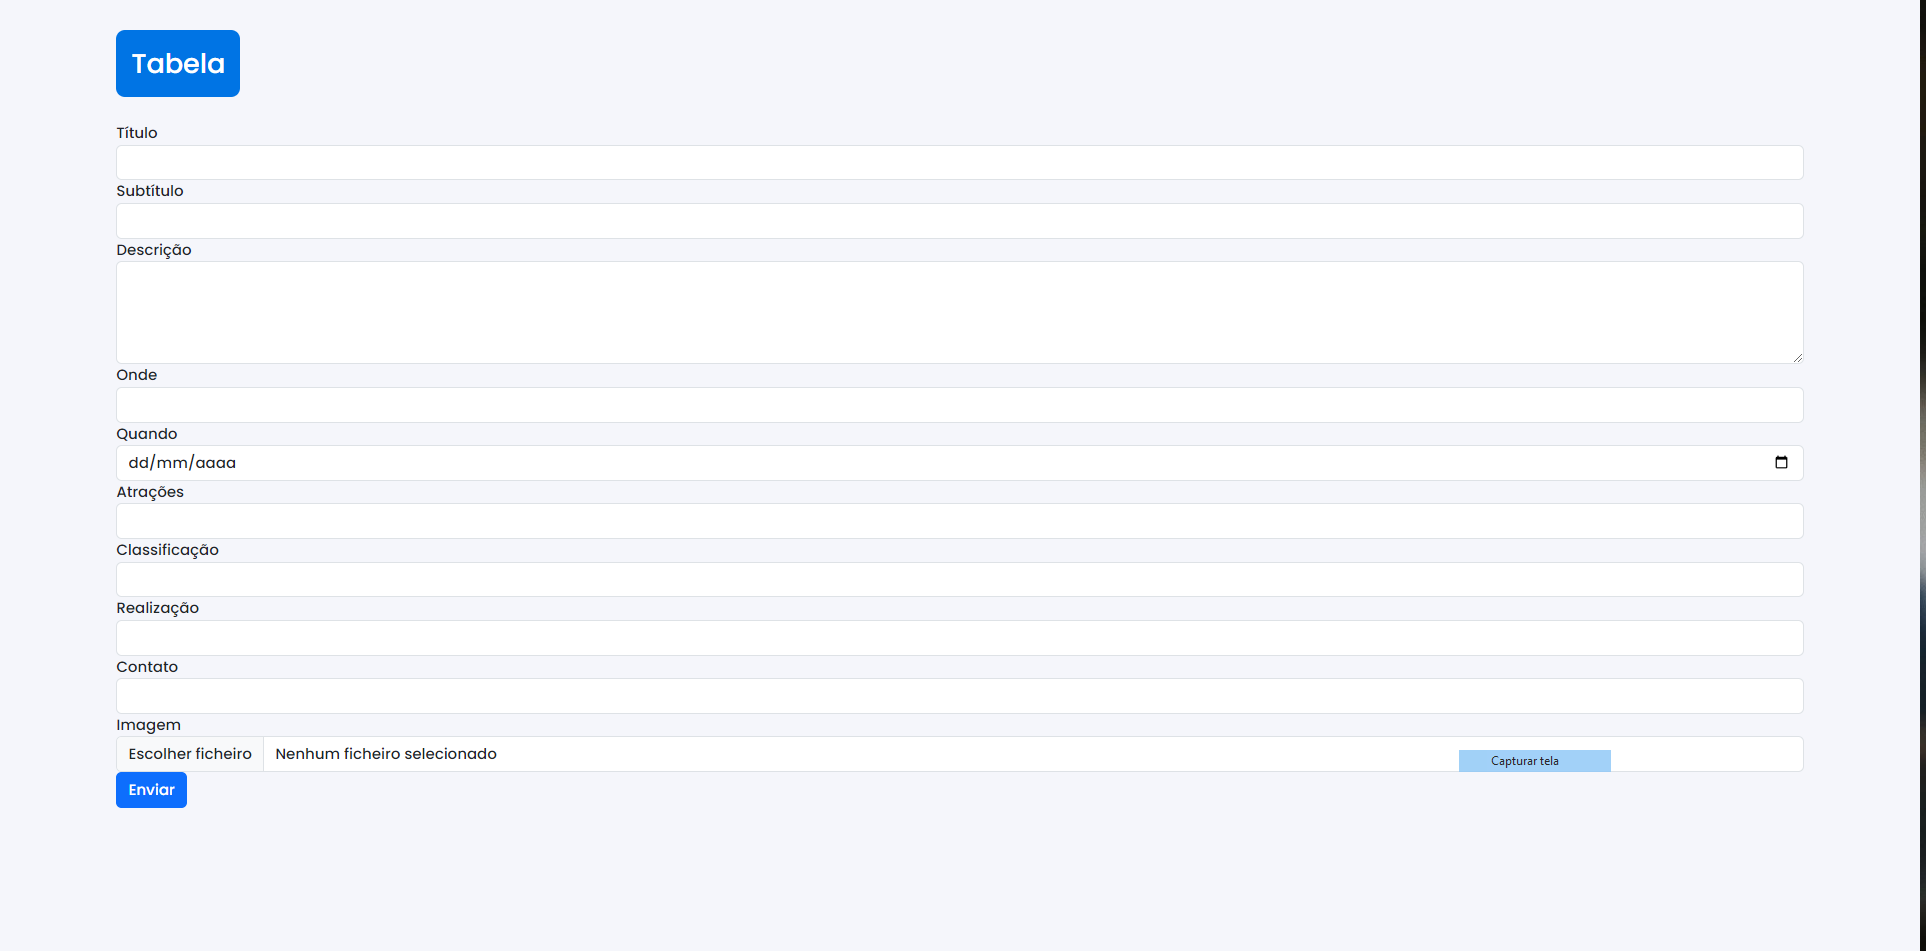 Tabela
Título
Subtítulo
Descrição
Onde
Quando
dd/mm/aaaa
Atrações
Classificação
Realização
Contato
Imagem
Escolher ficheiro Nenhum ficheiro selecionado
Capturar tela
Enviar